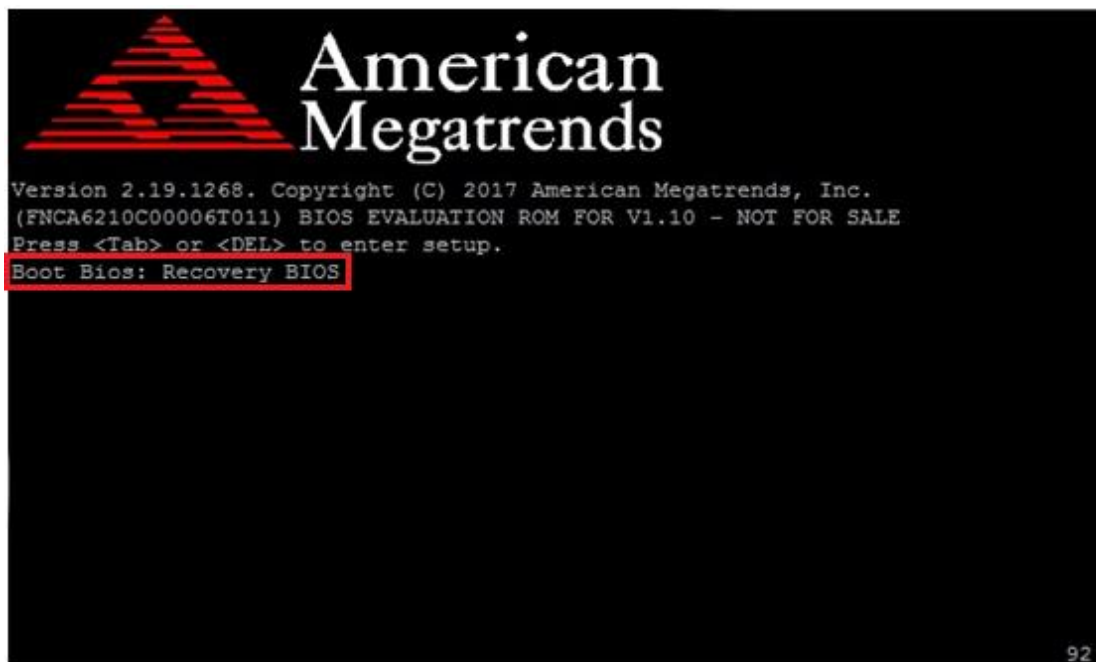 American
Megatrends
Version 2.19.1268. Copyright (C) 2017 American Megatrends, Inc.
(FNCA6210C00006T011) BIOS EVALUATION ROM FOR V1.10 - NOT FOR SALE
Press <Tab> or <DEL> to enter setup.
Boot Bios: Recovery BIOS
92